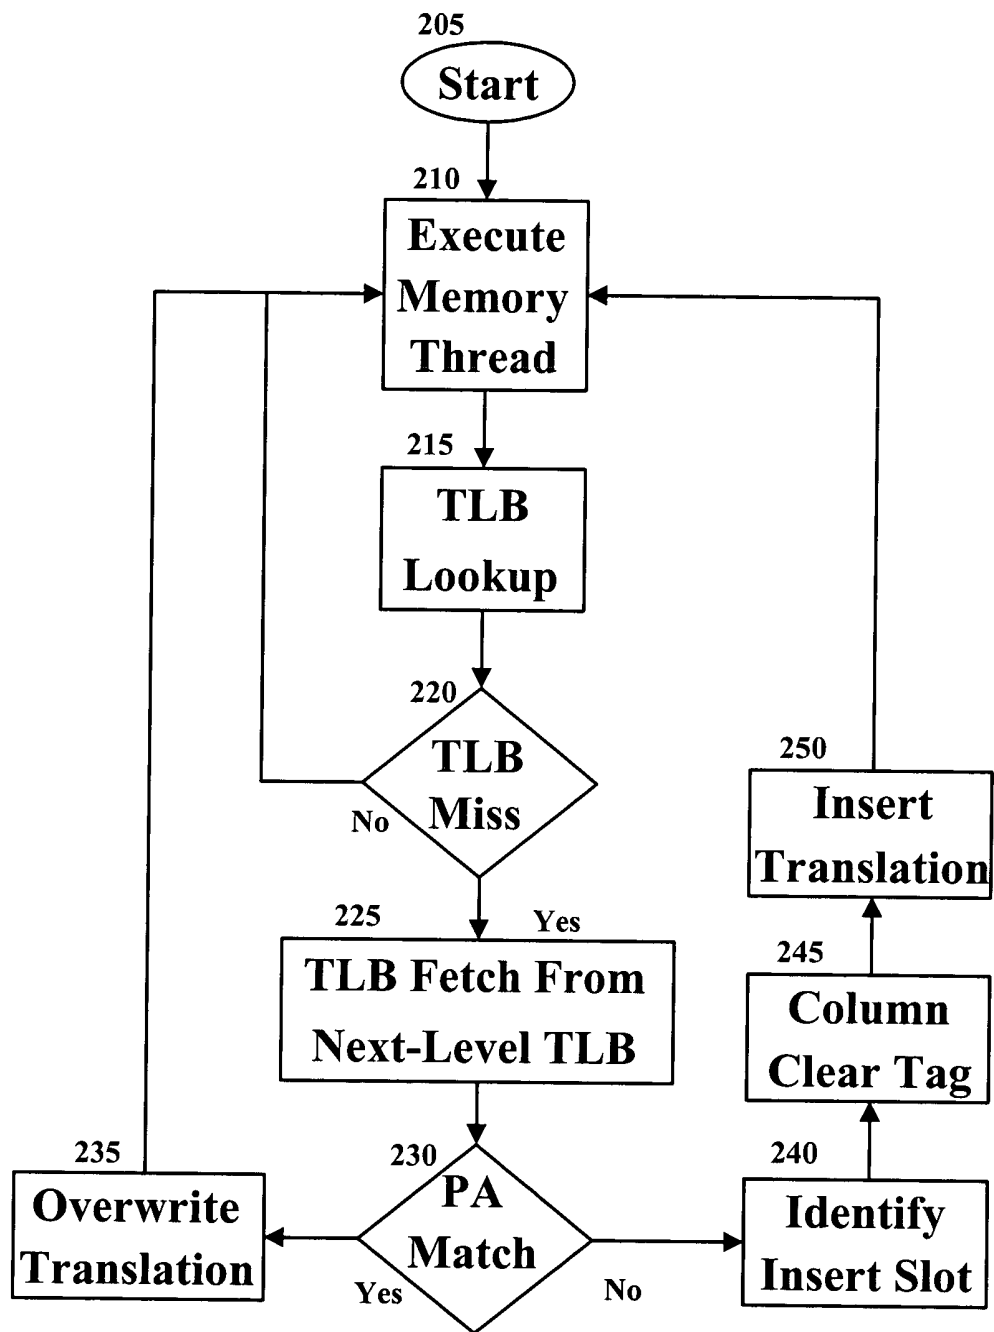 205
Start
210
Execute
Memory
Thread
215
TLB
Lookup
220
TLB
Miss
No
Yes
225
TLB Fetch From
Next-Level TLB
230
PA
Match
Yes
No
235
Overwrite
Translation
240
Identify
Insert Slot
245
Column
Clear Tag
250
Insert
Translation